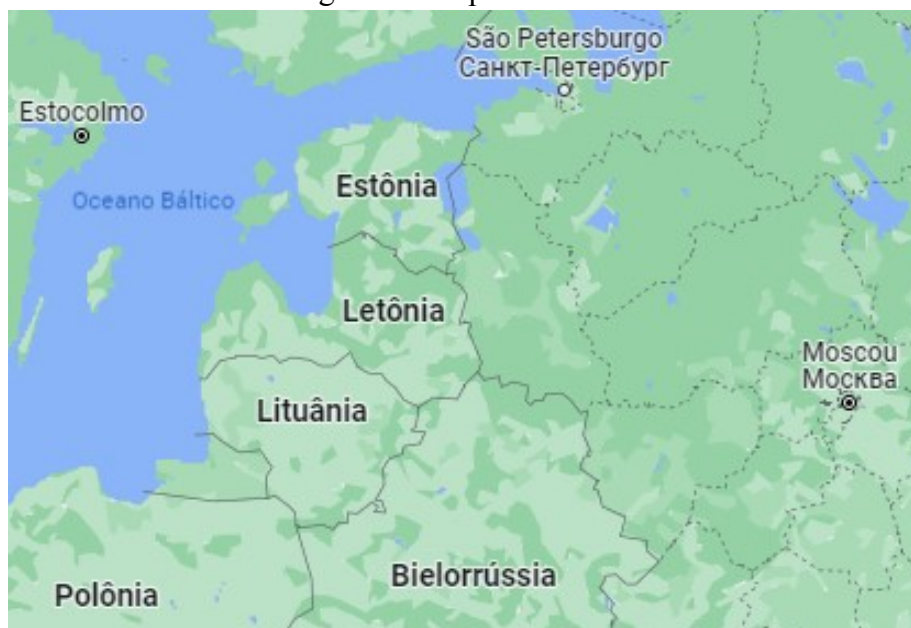 São Petersburgo
Санкт-Петербург
Estocolmo
Estônia
Oceano Báltico
Letônia
Moscou
Москва
Lituânia
Bielorrússia
Polônia